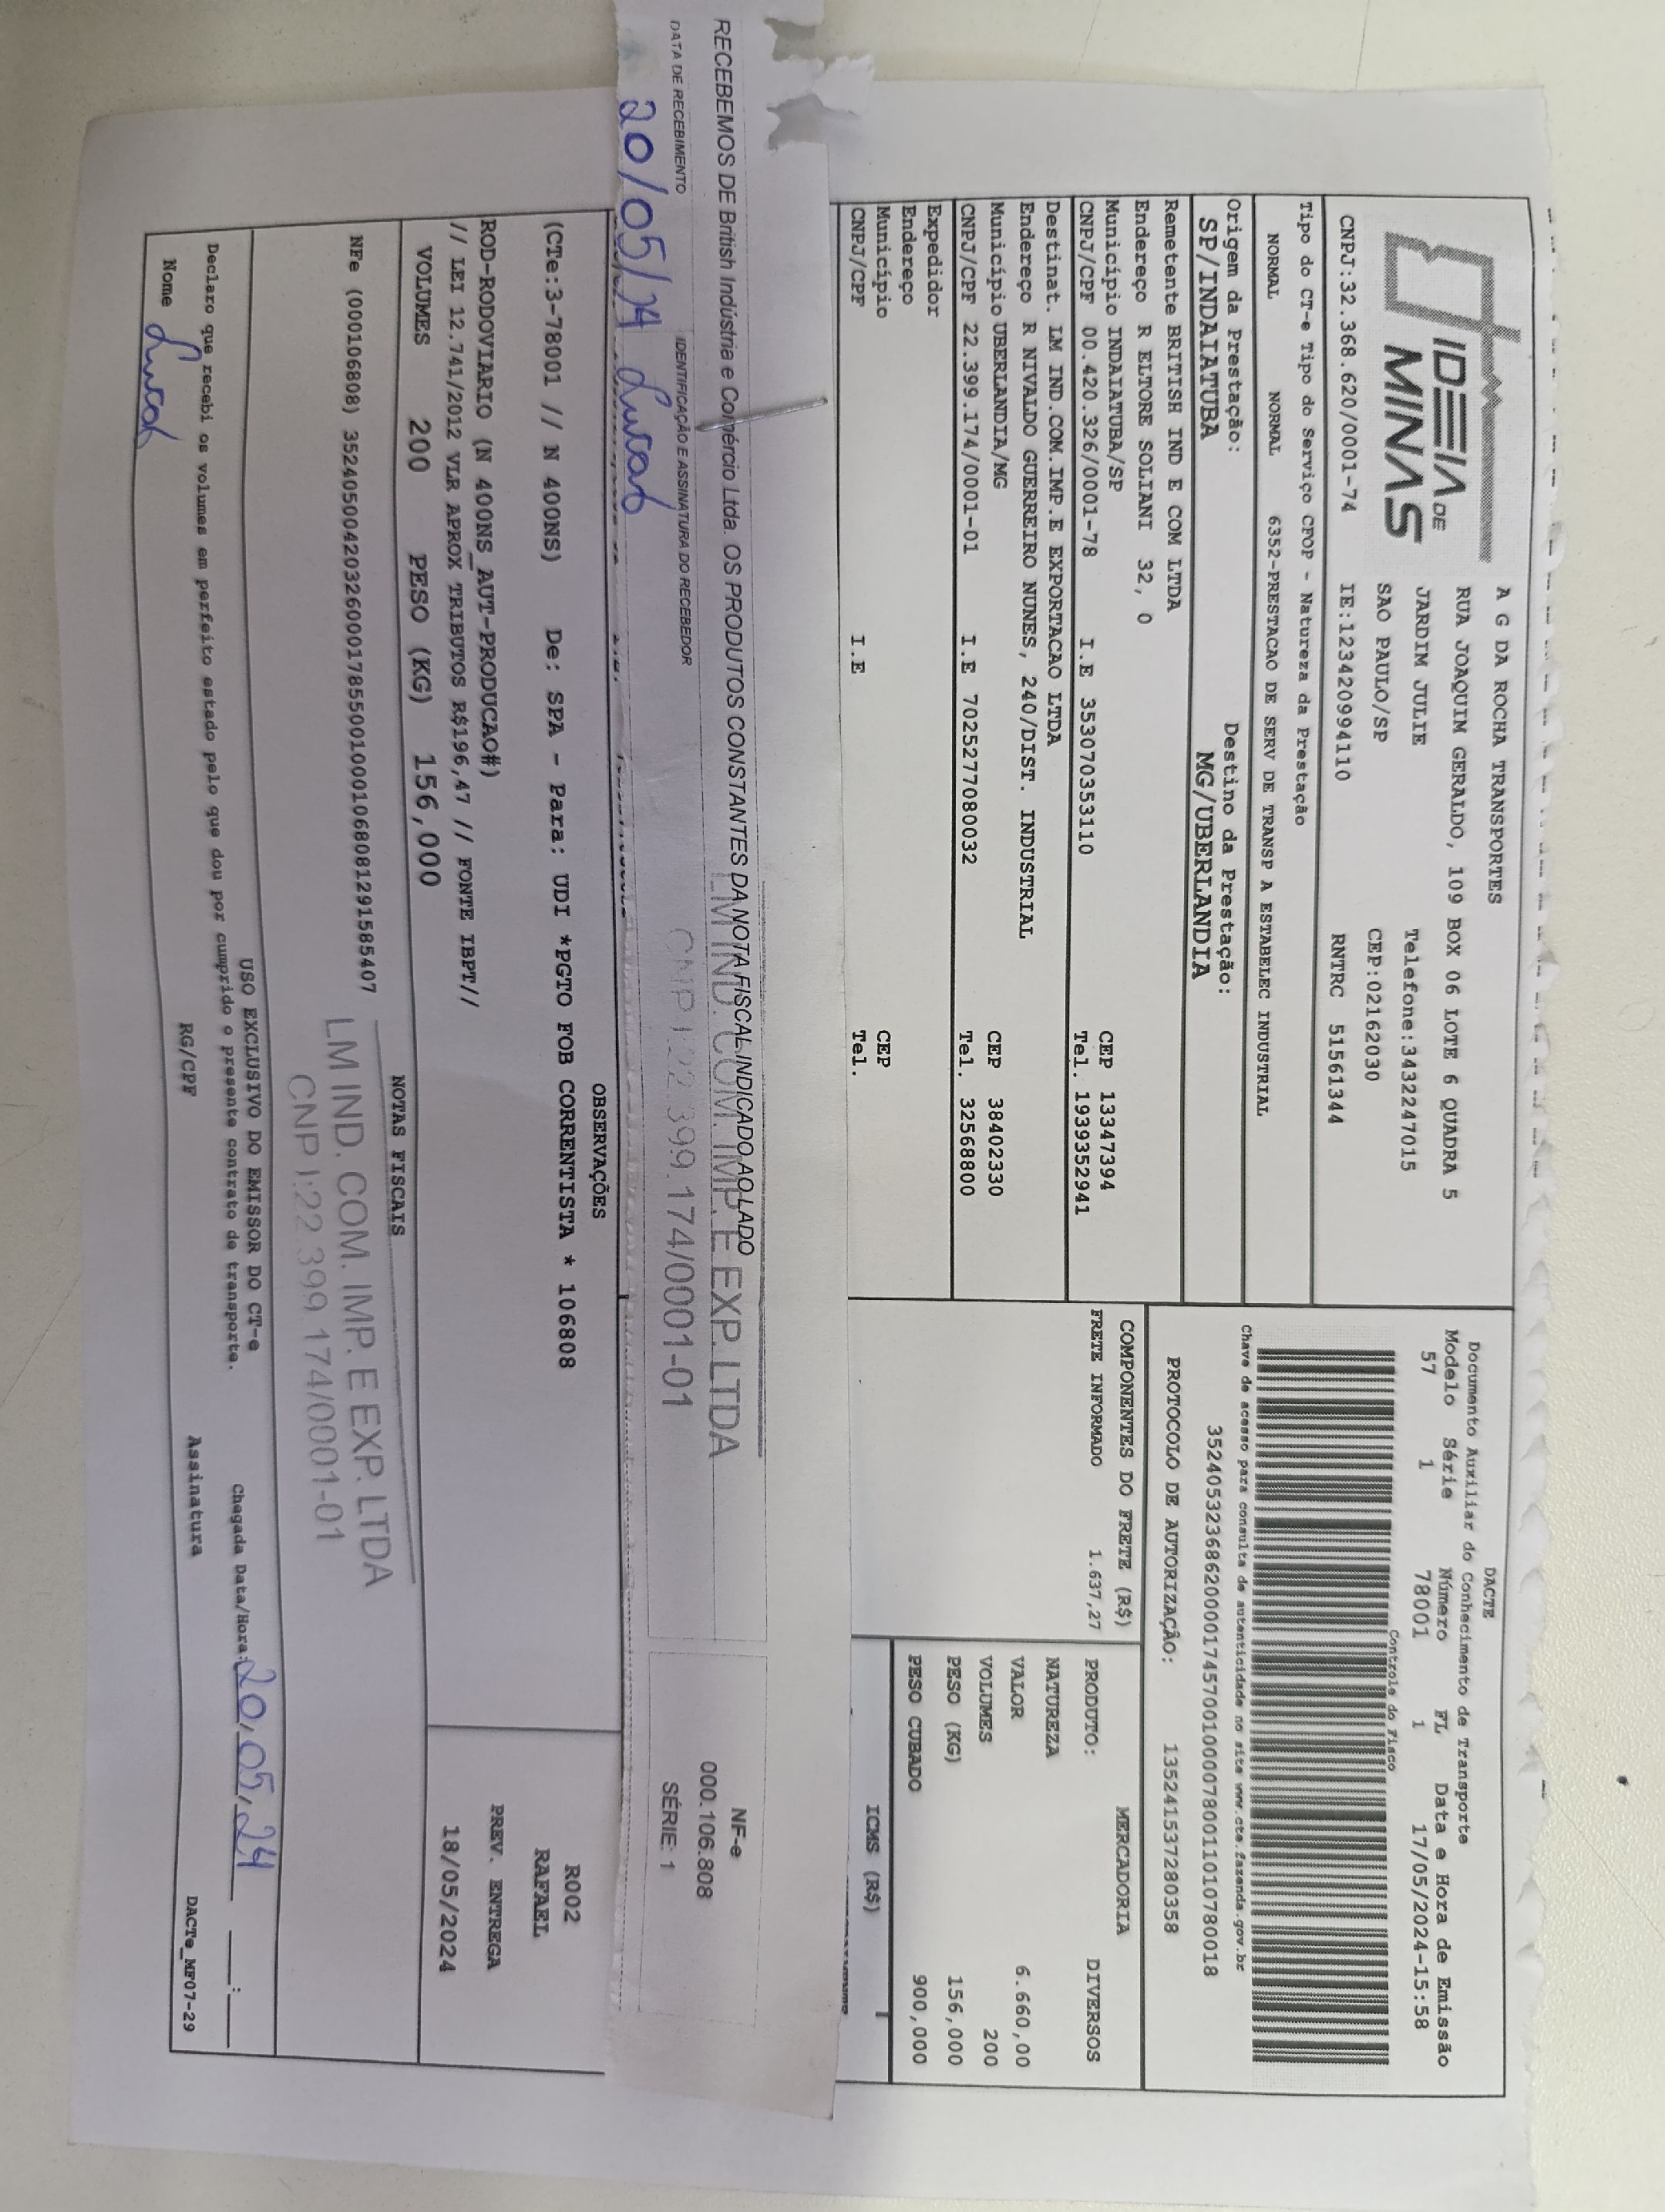 IDEIA DE
MINAS
A G DA ROCHA TRANSPORTES
RUA JOAQUIM GERALDO, 109 BOX 06 LOTE 6 QUADRA 5
JARDIM JULIE
Telefone:3432247015
SAO PAULO/SP
CEP:02162030
CNPJ:32.368.620/0001-74
IE:123420994110
RNTRC 51561344
DACTE
Documento Auxiliar do Conhecimento de Transporte
Modelo Série Número FL Data e Hora de Emissão
57 1 78001 1 17/05/2024-15:58
Controle do Fisco
Tipo do CT-e Tipo do Serviço CFOP - Natureza da Prestação
NORMAL NORMAL 6352-PRESTACAO DE SERV DE TRANSP A ESTABELEC INDUSTRIAL
Chave de acesso para consulta de autenticidade no site www.cte.fazenda.gov.br
35240532368620000174570010000780011010780018
Origem da Prestação: Destino da Prestação:
SP/INDAIATUBA MG/UBERLANDIA
PROTOCOLO DE AUTORIZAÇÃO: 135241537280358
Remetente BRITISH IND E COM LTDA
Endereço R ELTORE SOLIANI 32, 0
Município INDAIATUBA/SP CEP 13347394
CNPJ/CPF 00.420.326/0001-78 I.E 353070353110 Tel. 1939352941
Destinat. LM IND.COM.IMP.E EXPORTACAO LTDA
Endereço R NIVALDO GUERREIRO NUNES, 240/DIST. INDUSTRIAL
Município UBERLANDIA/MG CEP 38402330
CNPJ/CPF 22.399.174/0001-01 I.E 7025277080032 Tel. 32568800
Expedidor
Endereço
Município CEP
CNPJ/CPF I.E Tel.
COMPONENTES DO FRETE (R$)
FRETE INFORMADO 1.637,27
MERCADORIA
PRODUTO: DIVERSOS
NATUREZA
VALOR 6.660,00
VOLUMES 200
PESO (KG) 156,000
PESO CUBADO 900,000
ICMS (R$)
RECEBEMOS DE British Indústria e Comércio Ltda. OS PRODUTOS CONSTANTES DA NOTA FISCAL INDICADO AO LADO
LM IND. COM. IMP. E EXP. LTDA
CNPJ:22.399.174/0001-01
DATA DE RECEBIMENTO IDENTIFICAÇÃO E ASSINATURA DO RECEBEDOR
20/05/24 Lucas
NF-e
000.106.808
SÉRIE: 1
OBSERVAÇÕES
(CTe:3-78001 // N 400NS) De: SPA - Para: UDI *PGTO FOB CORRENTISTA * 106808
R002
RAFAEL
ROD-RODOVIARIO (N 400NS_AUT-PRODUCAO#)
// LEI 12.741/2012 VLR APROX TRIBUTOS R$196,47 // FONTE IBPT//
PREV. ENTREGA
18/05/2024
VOLUMES 200 PESO (KG) 156,000
NOTAS FISCAIS
NFe (000106808) 35240500420326000178550010001068081291585407
LM IND. COM. IMP. E EXP. LTDA
CNPJ:22.399.174/0001-01
USO EXCLUSIVO DO EMISSOR DO CT-e
Declaro que recebi os volumes em perfeito estado pelo que dou por cumprido o presente contrato de transporte.
Chegada Data/Hora: 20/05/24 __:__
Nome Lucas RG/CPF Assinatura DACTe_MF07-29